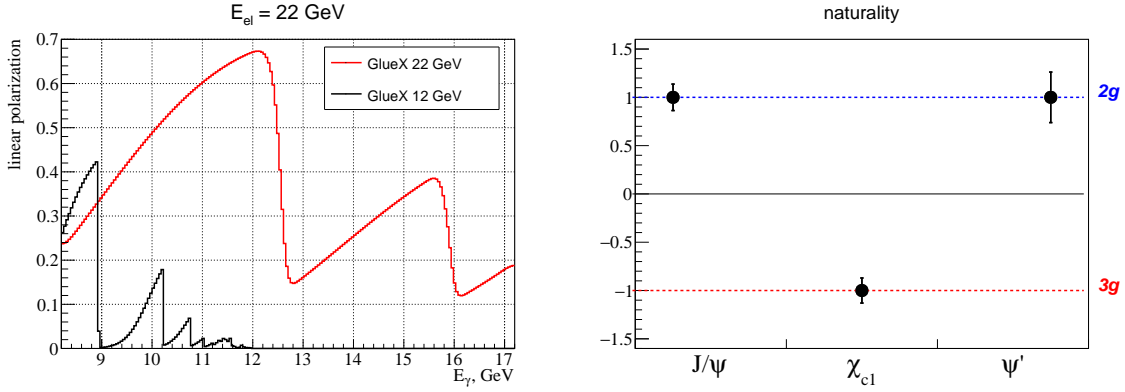 E_el = 22 GeV
linear polarization
0.7
0.6
0.5
0.4
0.3
0.2
0.1
0
GlueX 22 GeV
GlueX 12 GeV
9 10 11 12 13 14 15 16 17
E_γ, GeV
naturality
1.5
1
0.5
0
−0.5
−1
−1.5
2g
3g
J/ψ χ_c1 ψ'